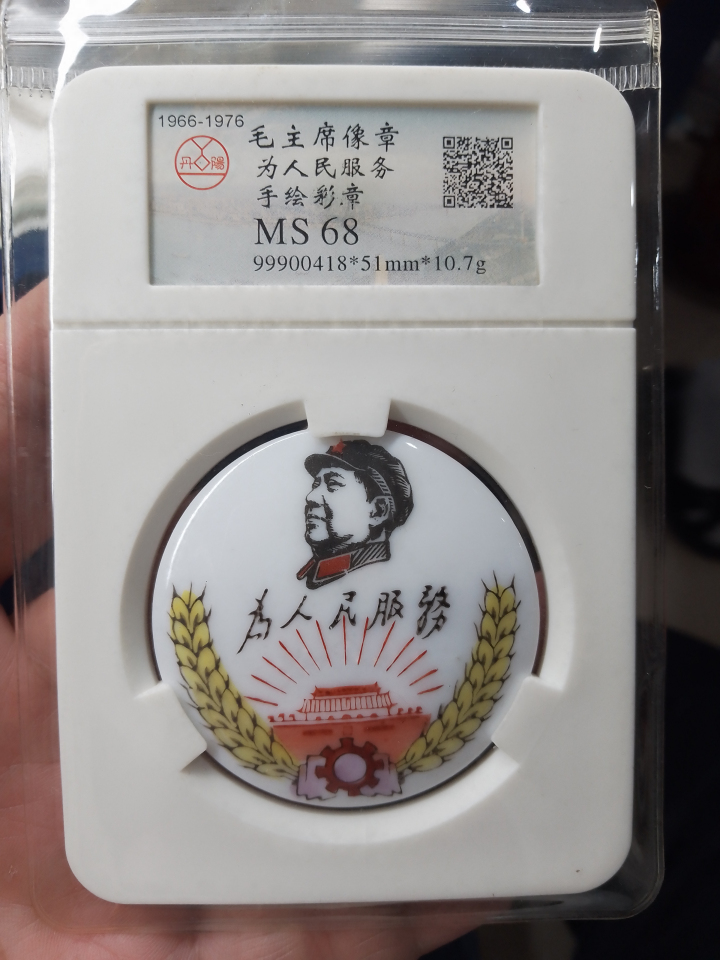 1966-1976
毛主席像章
丹陽
为人民服务
手绘彩章
MS 68
99900418*51mm*10.7g
為人民服務